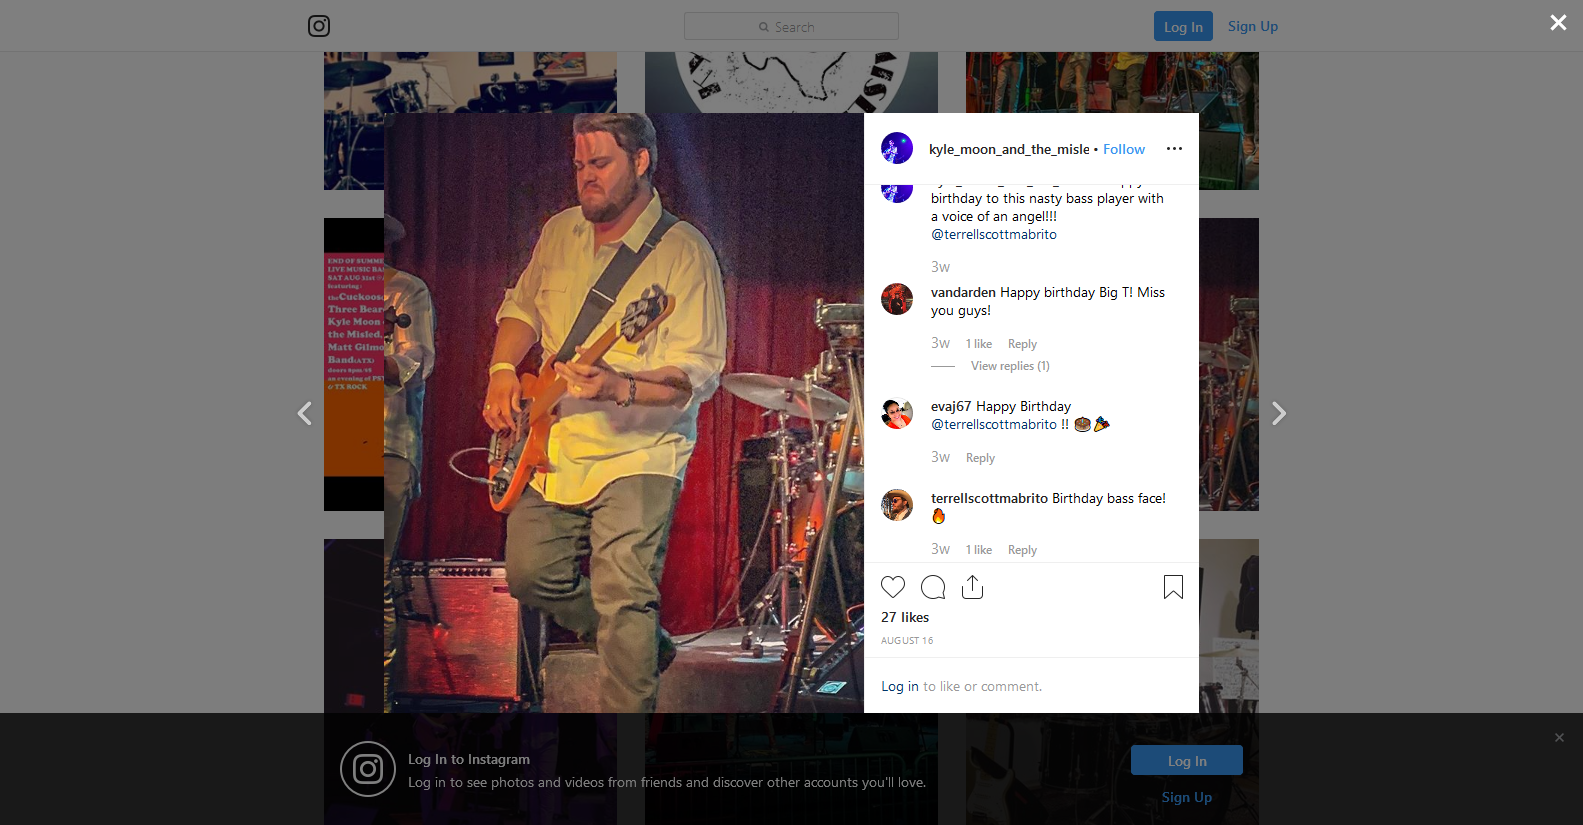 Search
Log In
Sign Up
END OF SUMME
LIVE MUSIC BA
SAT AUG 31st
featuring:
the Cuckoos
Three Bear
Kyle Moon
the Misled,
Matt Gilmo
Band(ATX)
doors 8pm
an evening of PS
& TX ROCK
kyle_moon_and_the_misle • Follow
birthday to this nasty bass player with
a voice of an angel!!!
@terrellscottmabrito
3w
vandarden Happy birthday Big T! Miss
you guys!
3w 1 like Reply
View replies (1)
evaj67 Happy Birthday
@terrellscottmabrito !! 🎂🎉
3w Reply
terrellscottmabrito Birthday bass face!
🔥
3w 1 like Reply
27 likes
AUGUST 16
Log in to like or comment.
Log In to Instagram
Log in to see photos and videos from friends and discover other accounts you'll love.
Log In
Sign Up